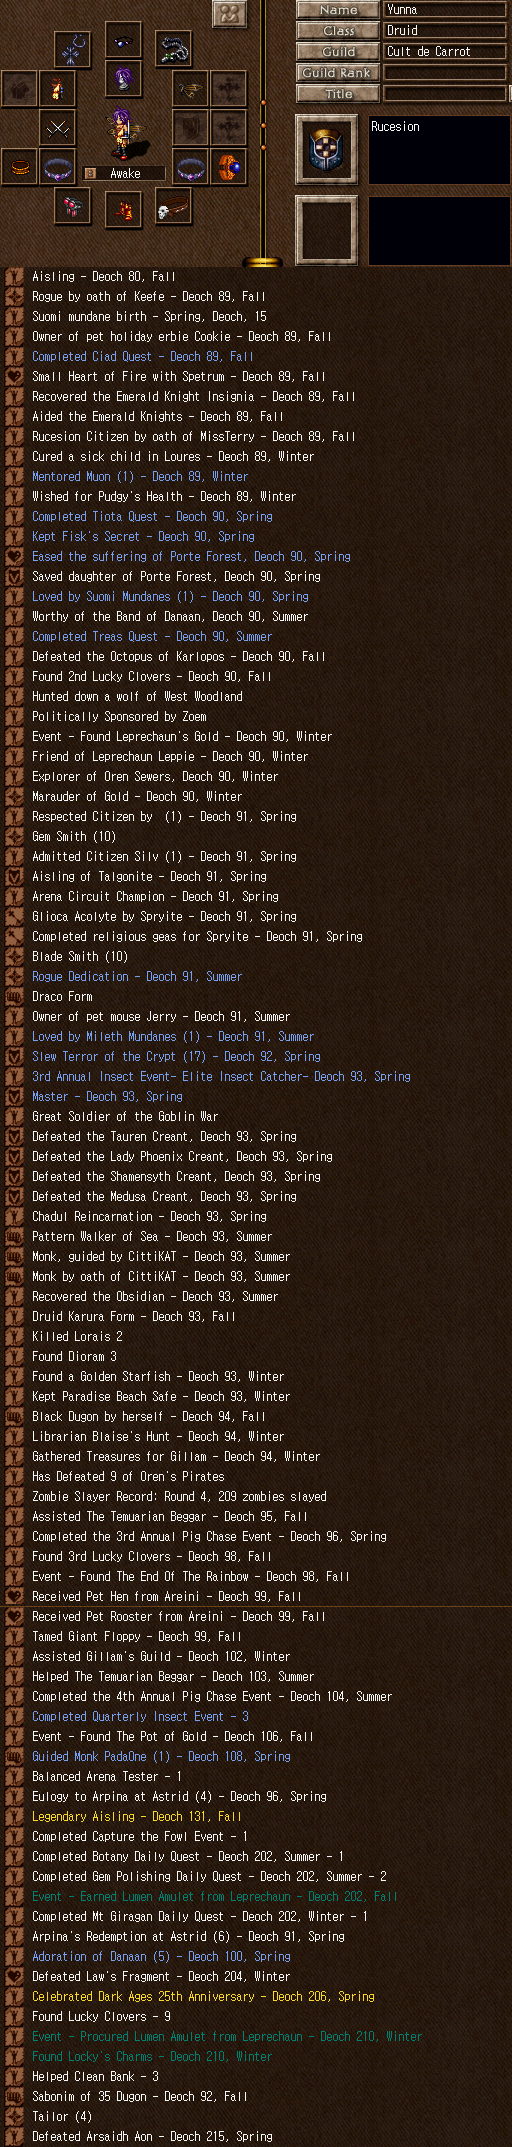 Name Yunna
Class Druid
Guild Cult de Carrot
Guild Rank
Title
Rucesion
Awake
Aisling - Deoch 80, Fall
Rogue by oath of Keefe - Deoch 89, Fall
Suomi mundane birth - Spring, Deoch, 15
Owner of pet holiday erbie Cookie - Deoch 89, Fall
Completed Ciad Quest - Deoch 89, Fall
Small Heart of Fire with Spetrum - Deoch 89, Fall
Recovered the Emerald Knight Insignia - Deoch 89, Fall
Aided the Emerald Knights - Deoch 89, Fall
Rucesion Citizen by oath of MissTerry - Deoch 89, Fall
Cured a sick child in Loures - Deoch 89, Winter
Mentored Muon (1) - Deoch 89, Winter
Wished for Pudgy's Health - Deoch 89, Winter
Completed Tiota Quest - Deoch 90, Spring
Kept Fisk's Secret - Deoch 90, Spring
Eased the suffering of Porte Forest, Deoch 90, Spring
Saved daughter of Porte Forest, Deoch 90, Spring
Loved by Suomi Mundanes (1) - Deoch 90, Spring
Worthy of the Band of Danaan, Deoch 90, Summer
Completed Treas Quest - Deoch 90, Summer
Defeated the Octopus of Karlopos - Deoch 90, Fall
Found 2nd Lucky Clovers - Deoch 90, Fall
Hunted down a wolf of West Woodland
Politically Sponsored by Zoem
Event - Found Leprechaun's Gold - Deoch 90, Winter
Friend of Leprechaun Leppie - Deoch 90, Winter
Explorer of Oren Sewers, Deoch 90, Winter
Marauder of Gold - Deoch 90, Winter
Respected Citizen by  (1) - Deoch 91, Spring
Gem Smith (10)
Admitted Citizen Silv (1) - Deoch 91, Spring
Aisling of Talgonite - Deoch 91, Spring
Arena Circuit Champion - Deoch 91, Spring
Glioca Acolyte by Spryite - Deoch 91, Spring
Completed religious geas for Spryite - Deoch 91, Spring
Blade Smith (10)
Rogue Dedication - Deoch 91, Summer
Draco Form
Owner of pet mouse Jerry - Deoch 91, Summer
Loved by Mileth Mundanes (1) - Deoch 91, Summer
Slew Terror of the Crypt (17) - Deoch 92, Spring
3rd Annual Insect Event- Elite Insect Catcher- Deoch 93, Spring
Master - Deoch 93, Spring
Great Soldier of the Goblin War
Defeated the Tauren Creant, Deoch 93, Spring
Defeated the Lady Phoenix Creant, Deoch 93, Spring
Defeated the Shamensyth Creant, Deoch 93, Spring
Defeated the Medusa Creant, Deoch 93, Spring
Chadul Reincarnation - Deoch 93, Spring
Pattern Walker of Sea - Deoch 93, Summer
Monk, guided by CittiKAT - Deoch 93, Summer
Monk by oath of CittiKAT - Deoch 93, Summer
Recovered the Obsidian - Deoch 93, Summer
Druid Karura Form - Deoch 93, Fall
Killed Lorais 2
Found Dioram 3
Found a Golden Starfish - Deoch 93, Winter
Kept Paradise Beach Safe - Deoch 93, Winter
Black Dugon by herself - Deoch 94, Fall
Librarian Blaise's Hunt - Deoch 94, Winter
Gathered Treasures for Gillam - Deoch 94, Winter
Has Defeated 9 of Oren's Pirates
Zombie Slayer Record: Round 4, 209 zombies slayed
Assisted The Temuarian Beggar - Deoch 95, Fall
Completed the 3rd Annual Pig Chase Event - Deoch 96, Spring
Found 3rd Lucky Clovers - Deoch 98, Fall
Event - Found The End Of The Rainbow - Deoch 98, Fall
Received Pet Hen from Areini - Deoch 99, Fall
Received Pet Rooster from Areini - Deoch 99, Fall
Tamed Giant Floppy - Deoch 99, Fall
Assisted Gillam's Guild - Deoch 102, Winter
Helped The Temuarian Beggar - Deoch 103, Summer
Completed the 4th Annual Pig Chase Event - Deoch 104, Summer
Completed Quarterly Insect Event - 3
Event - Found The Pot of Gold - Deoch 106, Fall
Guided Monk PadaOne (1) - Deoch 108, Spring
Balanced Arena Tester - 1
Eulogy to Arpina at Astrid (4) - Deoch 96, Spring
Legendary Aisling - Deoch 131, Fall
Completed Capture the Fowl Event - 1
Completed Botany Daily Quest - Deoch 202, Summer - 1
Completed Gem Polishing Daily Quest - Deoch 202, Summer - 2
Event - Earned Lumen Amulet from Leprechaun - Deoch 202, Fall
Completed Mt Giragan Daily Quest - Deoch 202, Winter - 1
Arpina's Redemption at Astrid (6) - Deoch 91, Spring
Adoration of Danaan (5) - Deoch 100, Spring
Defeated Law's Fragment - Deoch 204, Winter
Celebrated Dark Ages 25th Anniversary - Deoch 206, Spring
Found Lucky Clovers - 9
Event - Procured Lumen Amulet from Leprechaun - Deoch 210, Winter
Found Locky's Charms - Deoch 210, Winter
Helped Clean Bank - 3
Sabonim of 35 Dugon - Deoch 92, Fall
Tailor (4)
Defeated Arsaidh Aon - Deoch 215, Spring